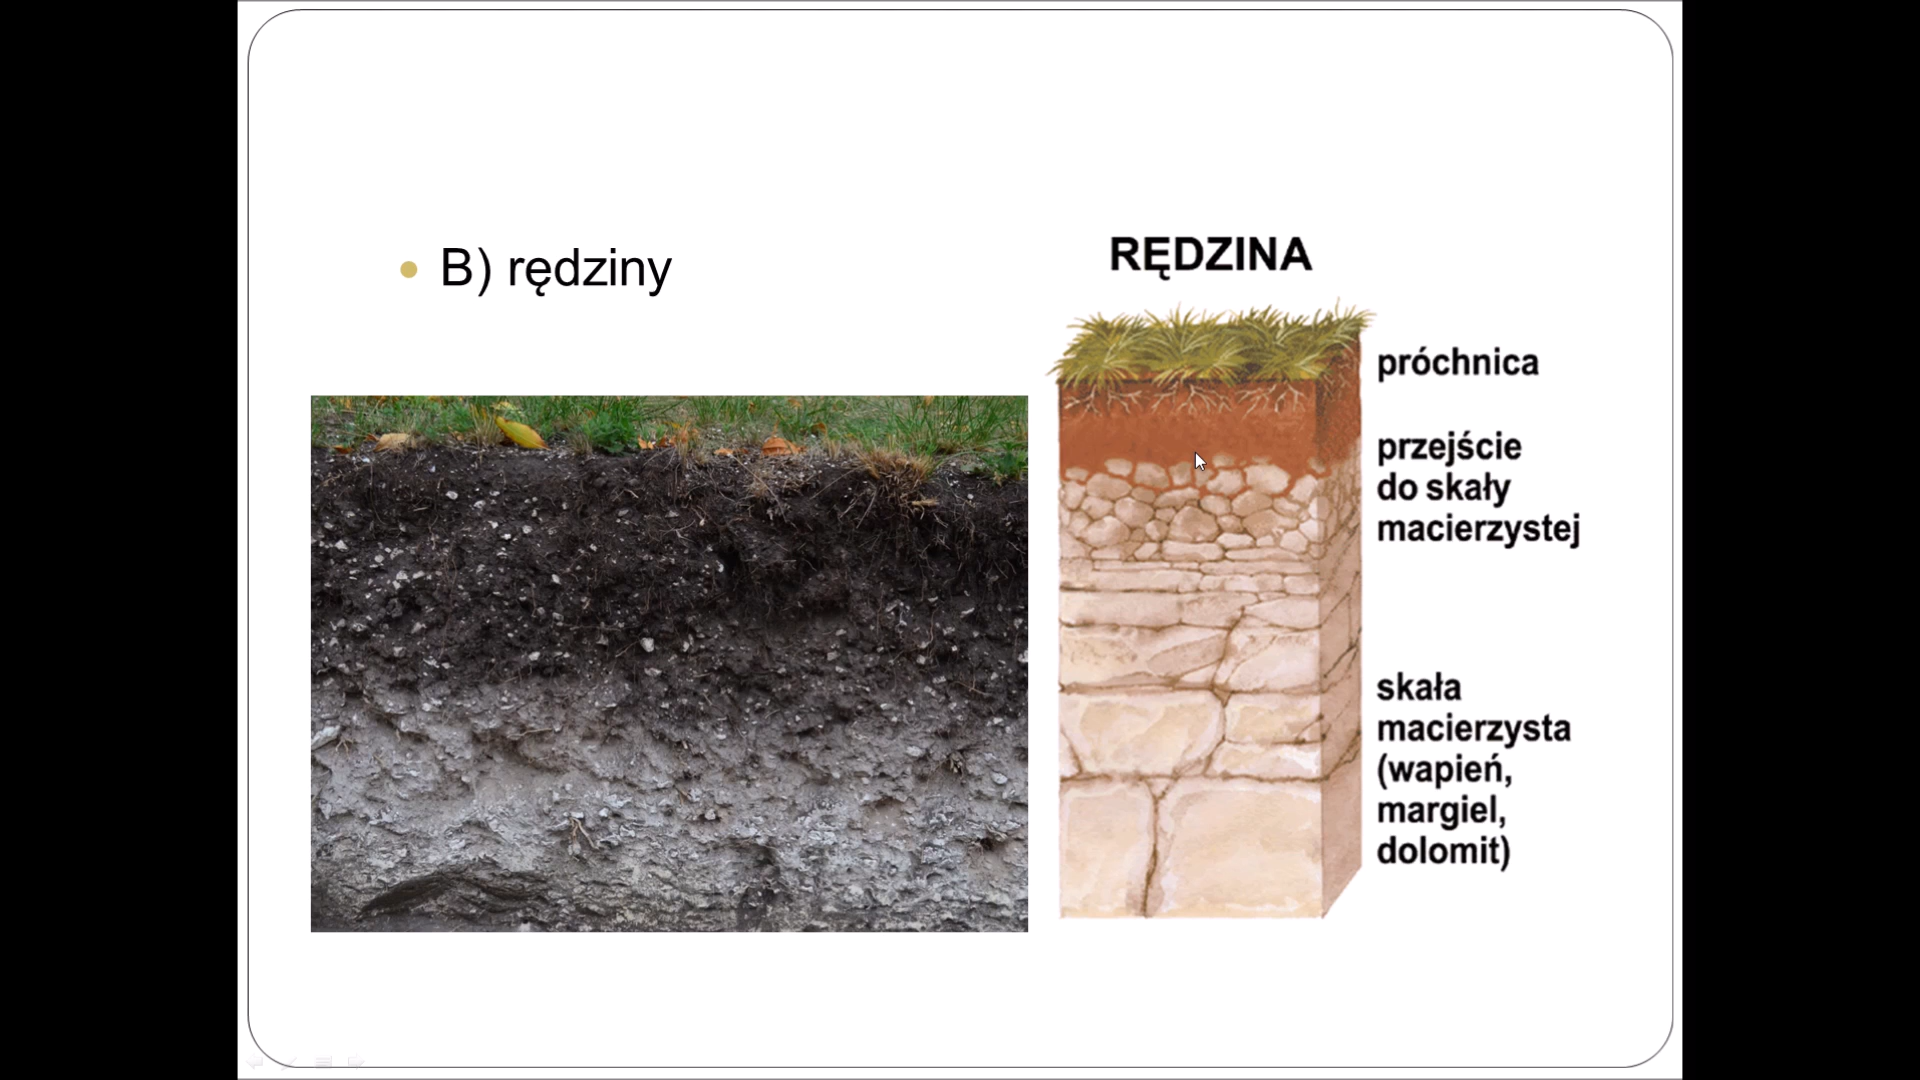 B) rędziny
RĘDZINA
próchnica
przejście
do skały
macierzystej
skała
macierzysta
(wapień,
margiel,
dolomit)